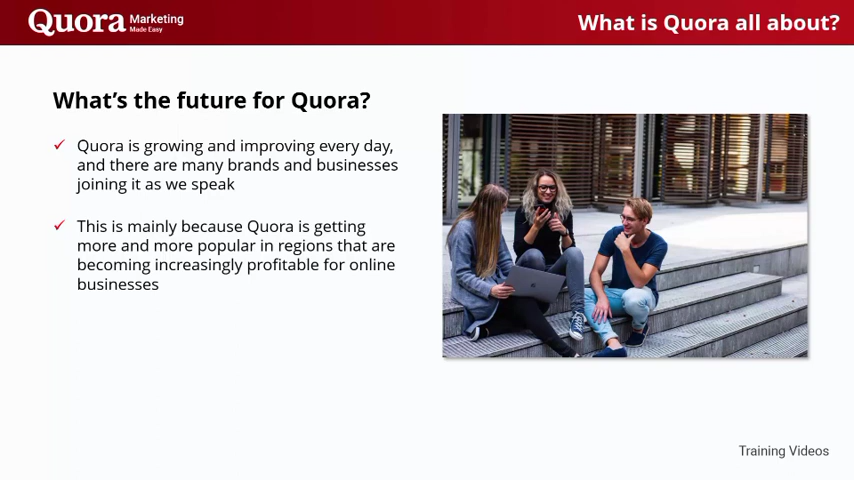 Quora Marketing
Made Easy
What is Quora all about?
What’s the future for Quora?
Quora is growing and improving every day,
and there are many brands and businesses
joining it as we speak
This is mainly because Quora is getting
more and more popular in regions that are
becoming increasingly profitable for online
businesses
Training Videos